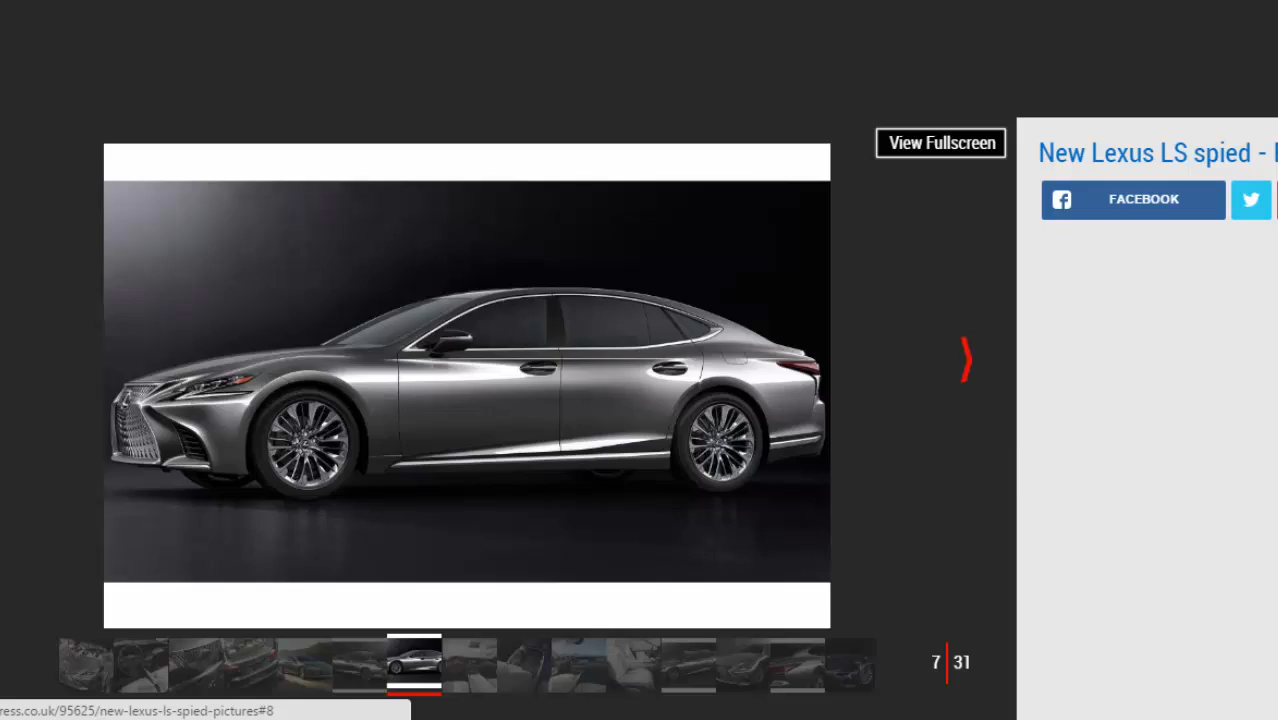 View Fullscreen
New Lexus LS spied -
FACEBOOK
7 31
ress.co.uk/95625/new-lexus-ls-spied-pictures#8